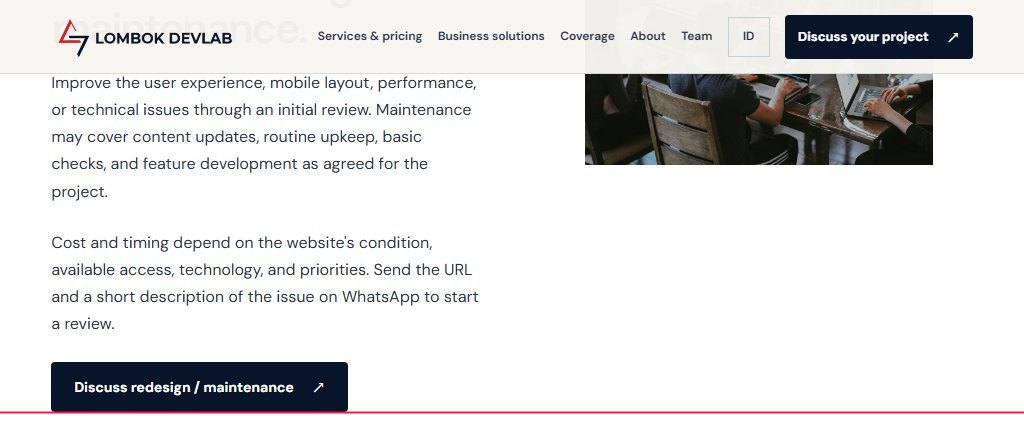 maintenance.
LOMBOK DEVLAB
Services & pricing
Business solutions
Coverage
About
Team
ID
Discuss your project ↗
Improve the user experience, mobile layout, performance,
or technical issues through an initial review. Maintenance
may cover content updates, routine upkeep, basic
checks, and feature development as agreed for the
project.
Cost and timing depend on the website's condition,
available access, technology, and priorities. Send the URL
and a short description of the issue on WhatsApp to start
a review.
Discuss redesign / maintenance ↗